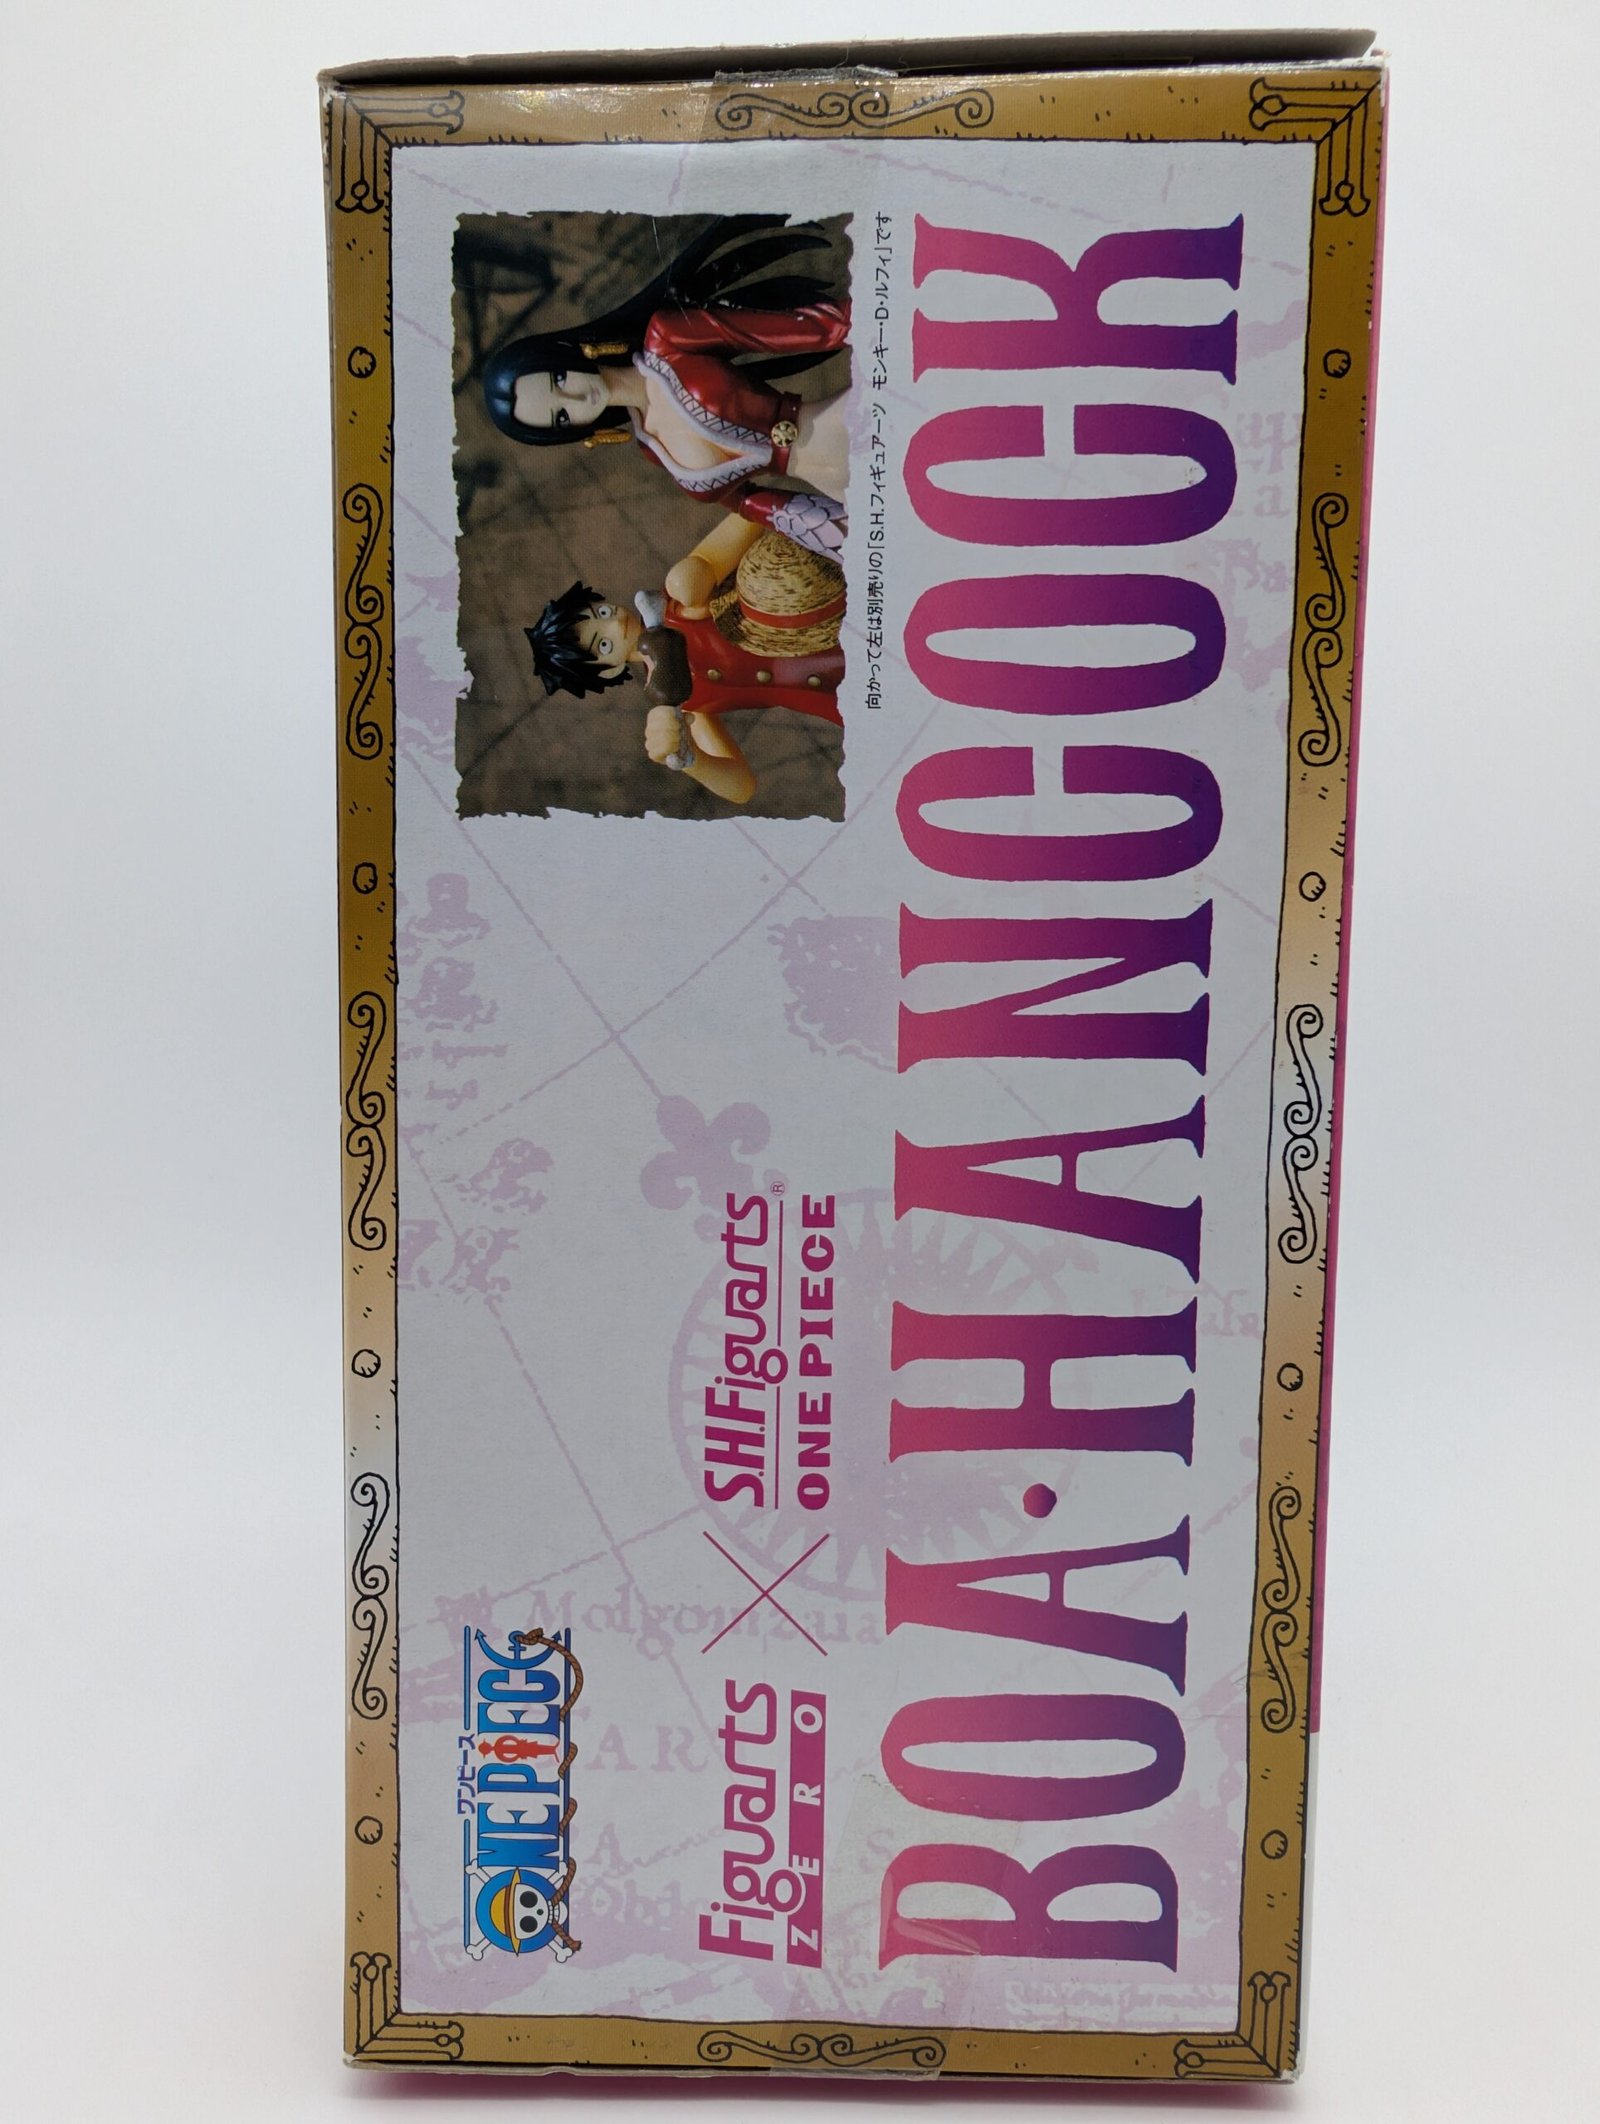 ワンピース
ONE PIECE
Figuarts
ZERO
S.H.Figuarts®
ONE PIECE
向かって左は別売りの「S.H.フィギュアーツ　モンキー・D・ルフィ」です
BOA・HANCOCK
Molgonzua